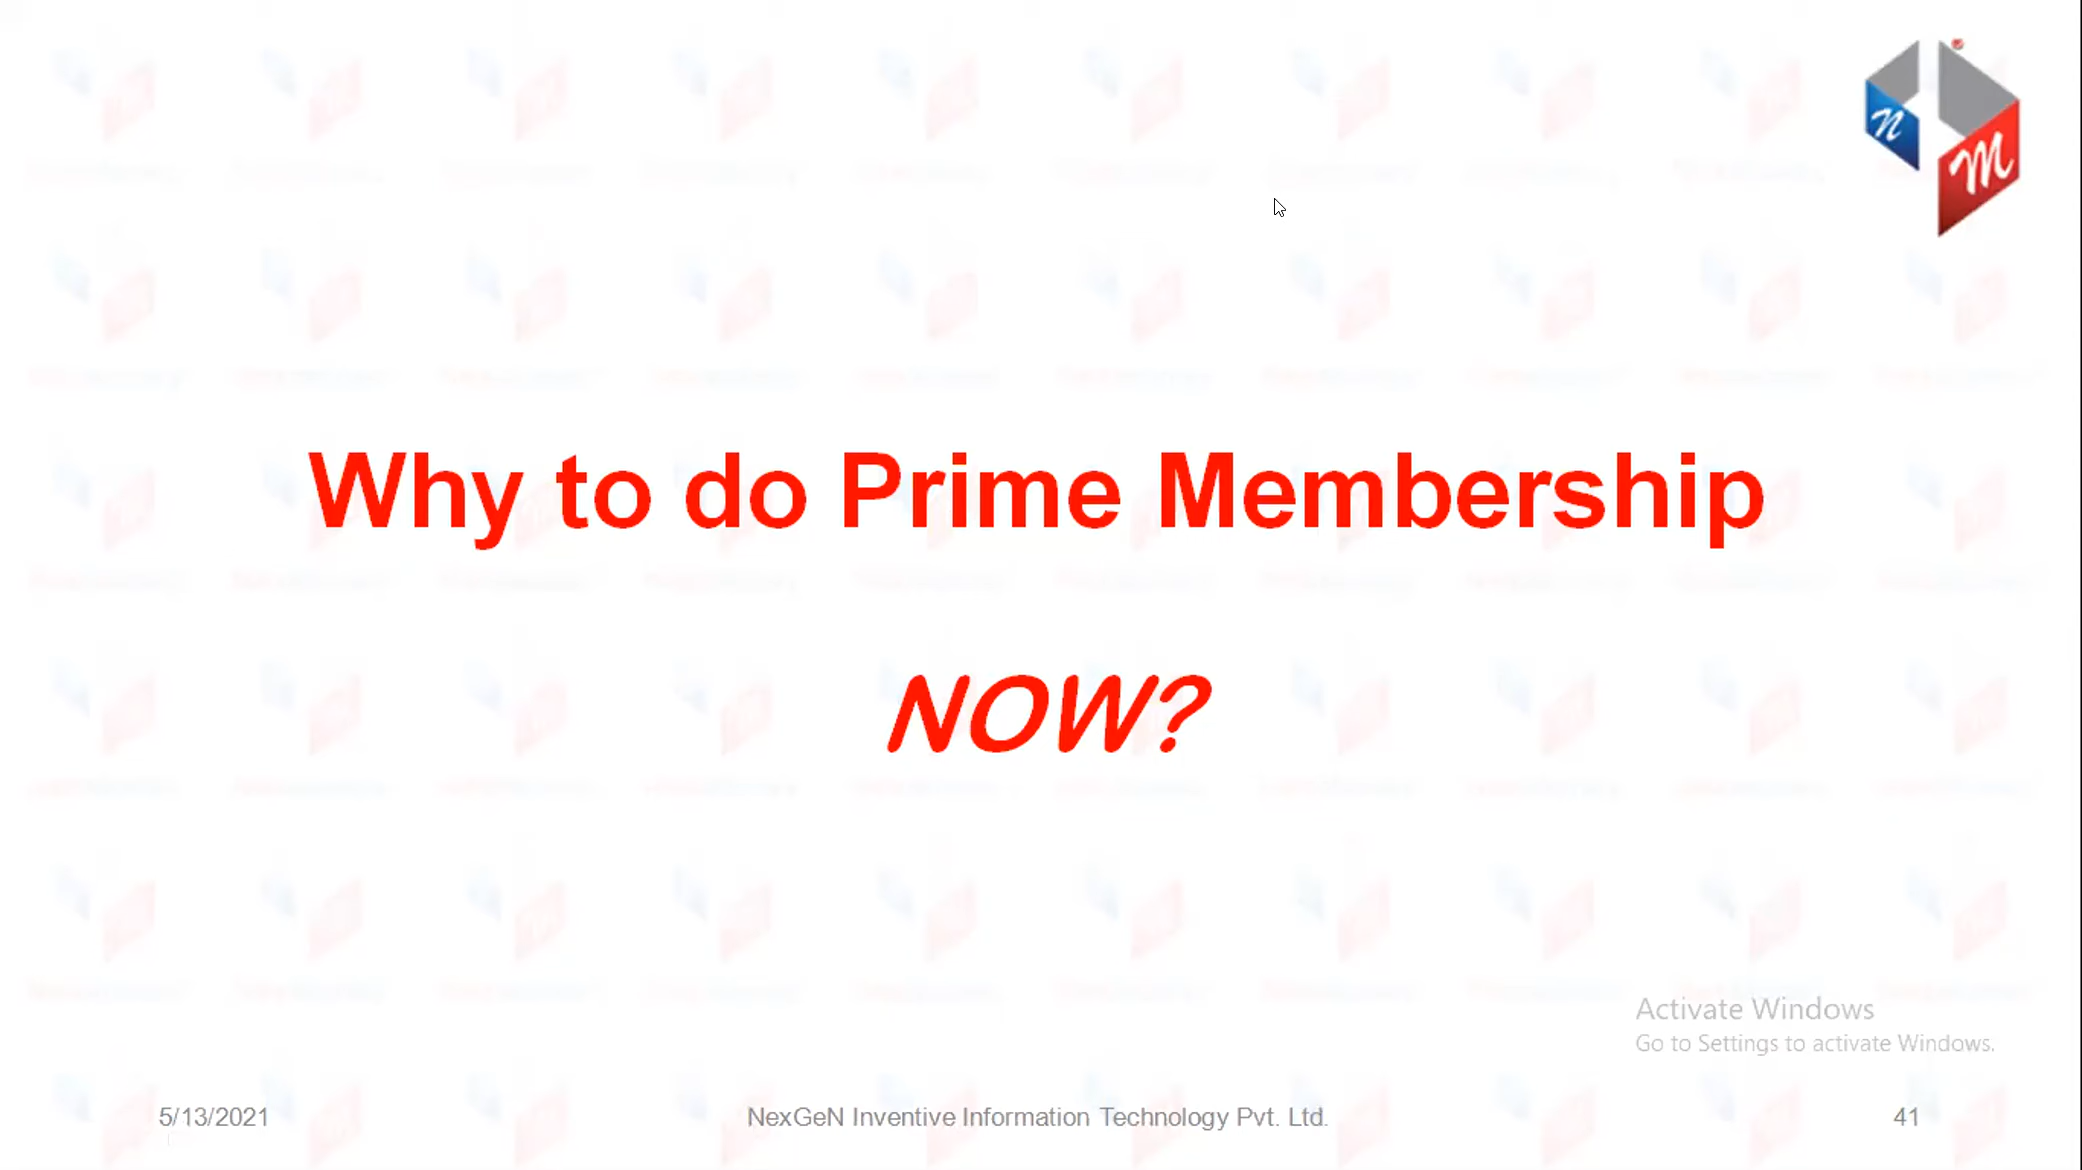 n
M
Why to do Prime Membership
NOW?
Activate Windows
Go to Settings to activate Windows.
5/13/2021
NexGeN Inventive Information Technology Pvt. Ltd.
41